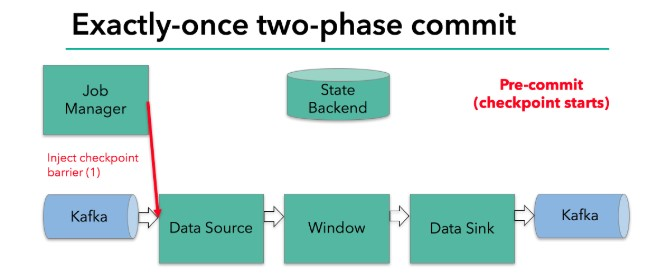 Exactly-once two-phase commit
Job
Manager
State
Backend
Pre-commit
(checkpoint starts)
Inject checkpoint
barrier (1)
Kafka
Data Source
Window
Data Sink
Kafka